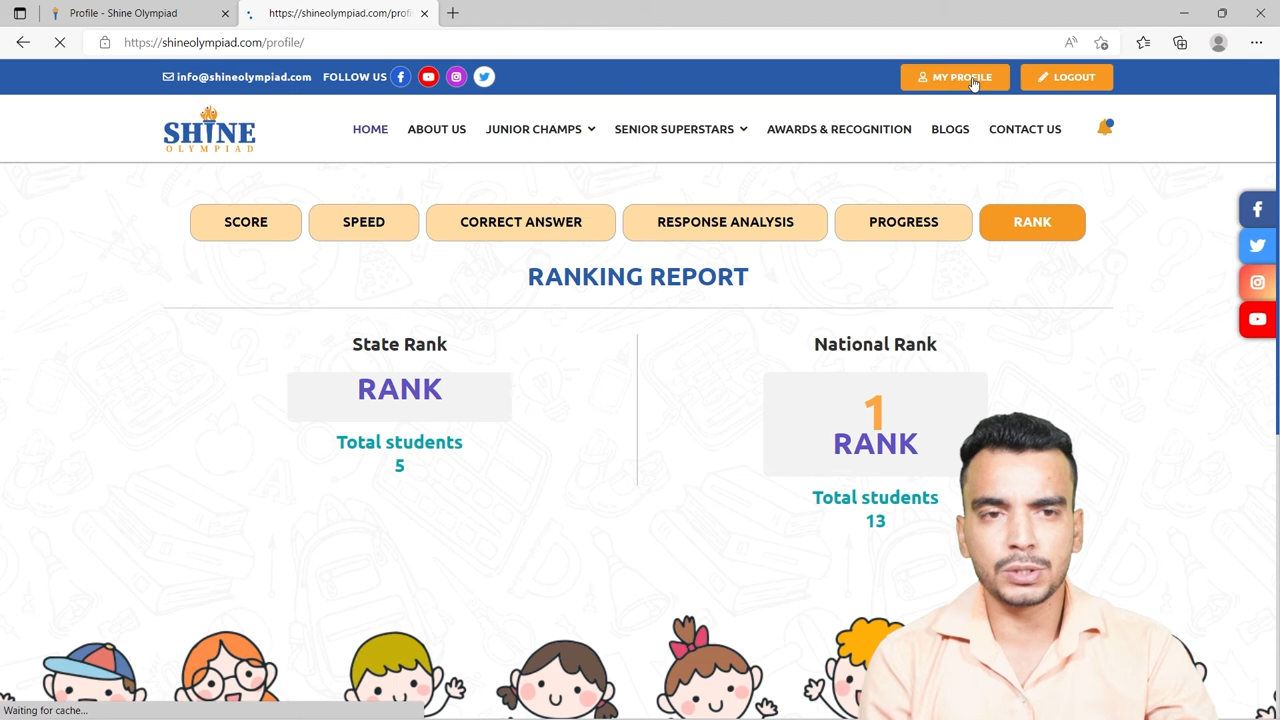 Profile - Shine Olympiad
https://shineolympiad.com/profi
https://shineolympiad.com/profile/
info@shineolympiad.com FOLLOW US
MY PROFILE
LOGOUT
SHINE
OLYMPIAD
HOME ABOUT US JUNIOR CHAMPS SENIOR SUPERSTARS AWARDS & RECOGNITION BLOGS CONTACT US
SCORE SPEED CORRECT ANSWER RESPONSE ANALYSIS PROGRESS RANK
RANKING REPORT
State Rank
RANK
Total students
5
National Rank
1
RANK
Total students
13
Waiting for cache...